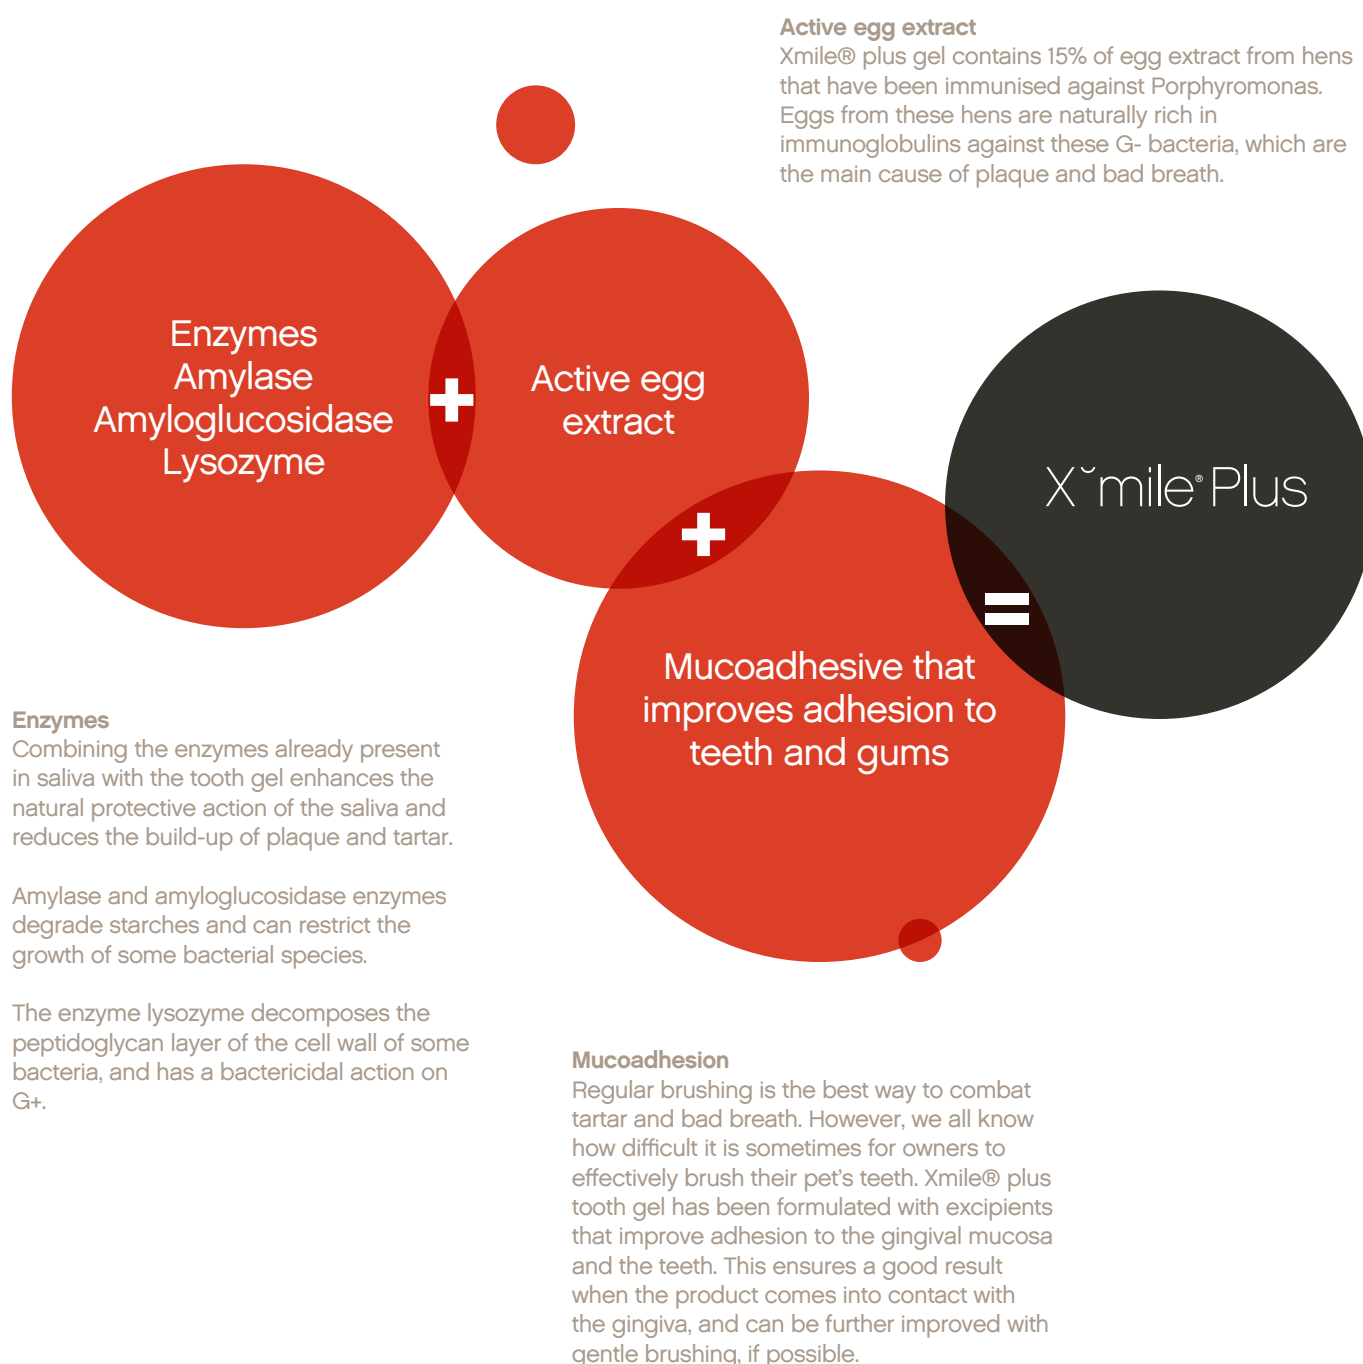 Active egg extract
Xmile® plus gel contains 15% of egg extract from hens
that have been immunised against Porphyromonas.
Eggs from these hens are naturally rich in
immunoglobulins against these G- bacteria, which are
the main cause of plaque and bad breath.
Enzymes
Amylase
Amyloglucosidase
Lysozyme
+
Active egg
extract
+
Mucoadhesive that
improves adhesion to
teeth and gums
=
X˘mile® Plus
Enzymes
Combining the enzymes already present
in saliva with the tooth gel enhances the
natural protective action of the saliva and
reduces the build-up of plaque and tartar.
Amylase and amyloglucosidase enzymes
degrade starches and can restrict the
growth of some bacterial species.
The enzyme lysozyme decomposes the
peptidoglycan layer of the cell wall of some
bacteria, and has a bactericidal action on
G+.
Mucoadhesion
Regular brushing is the best way to combat
tartar and bad breath. However, we all know
how difficult it is sometimes for owners to
effectively brush their pet's teeth. Xmile® plus
tooth gel has been formulated with excipients
that improve adhesion to the gingival mucosa
and the teeth. This ensures a good result
when the product comes into contact with
the gingiva, and can be further improved with
gentle brushing, if possible.